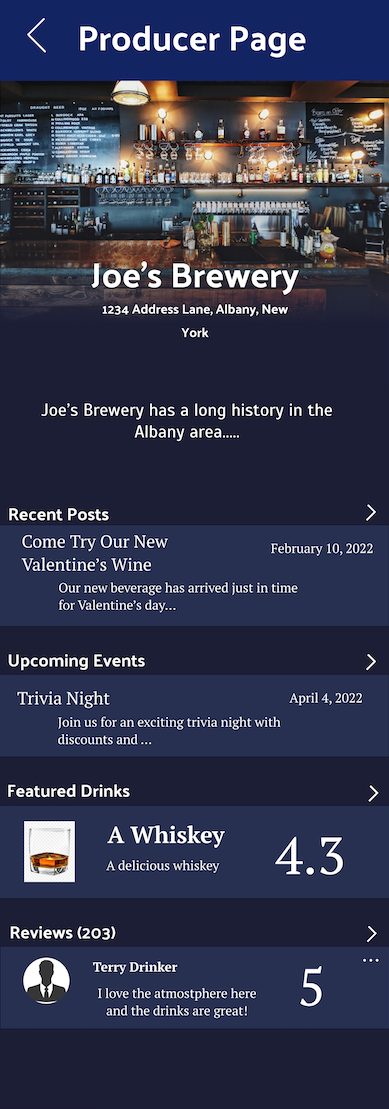 Producer Page
DRAUGHT BEER
Joe's Brewery
1234 Address Lane, Albany, New
York
Joe's Brewery has a long history in the
Albany area.....
Recent Posts
Come Try Our New
Valentine's Wine
February 10, 2022
Our new beverage has arrived just in time
for Valentine's day...
Upcoming Events
Trivia Night
April 4, 2022
Join us for an exciting trivia night with
discounts and ...
Featured Drinks
A Whiskey
A delicious whiskey
4.3
Reviews (203)
Terry Drinker
I love the atmostphere here
and the drinks are great!
5